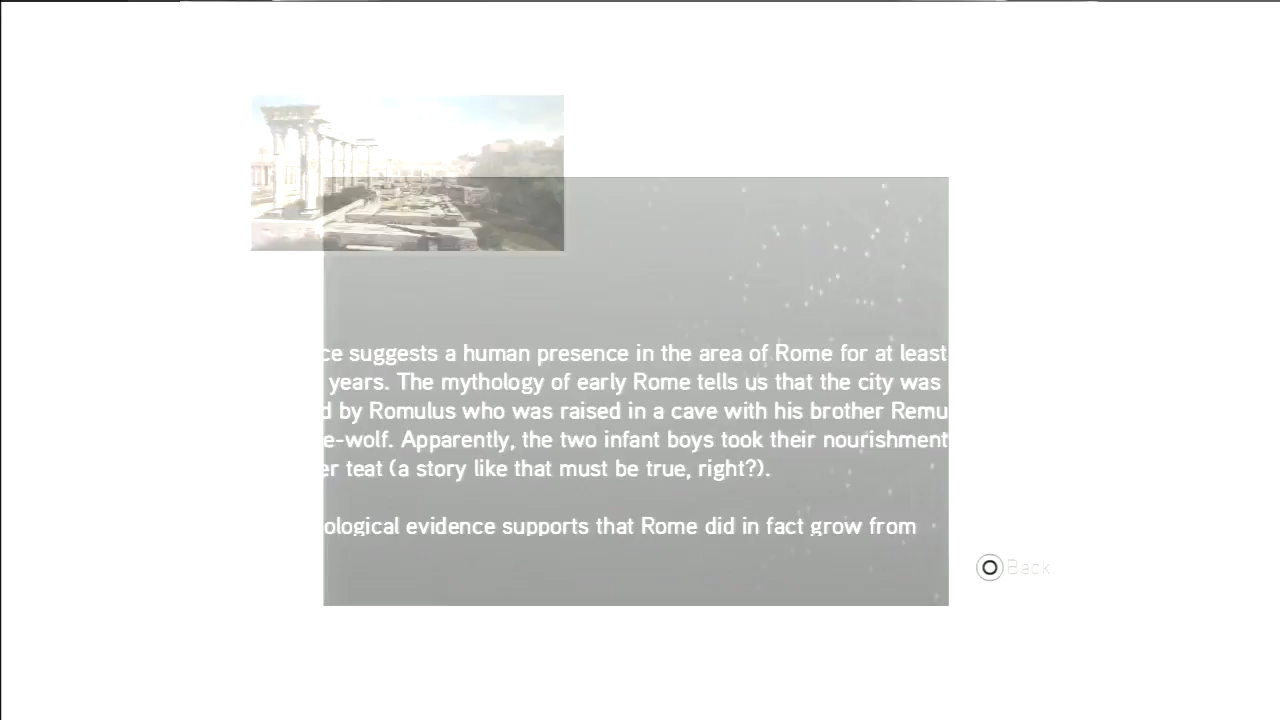 ce suggests a human presence in the area of Rome for at least
years. The mythology of early Rome tells us that the city was
d by Romulus who was raised in a cave with his brother Remu
e-wolf. Apparently, the two infant boys took their nourishment
er teat (a story like that must be true, right?).
ological evidence supports that Rome did in fact grow from
Back